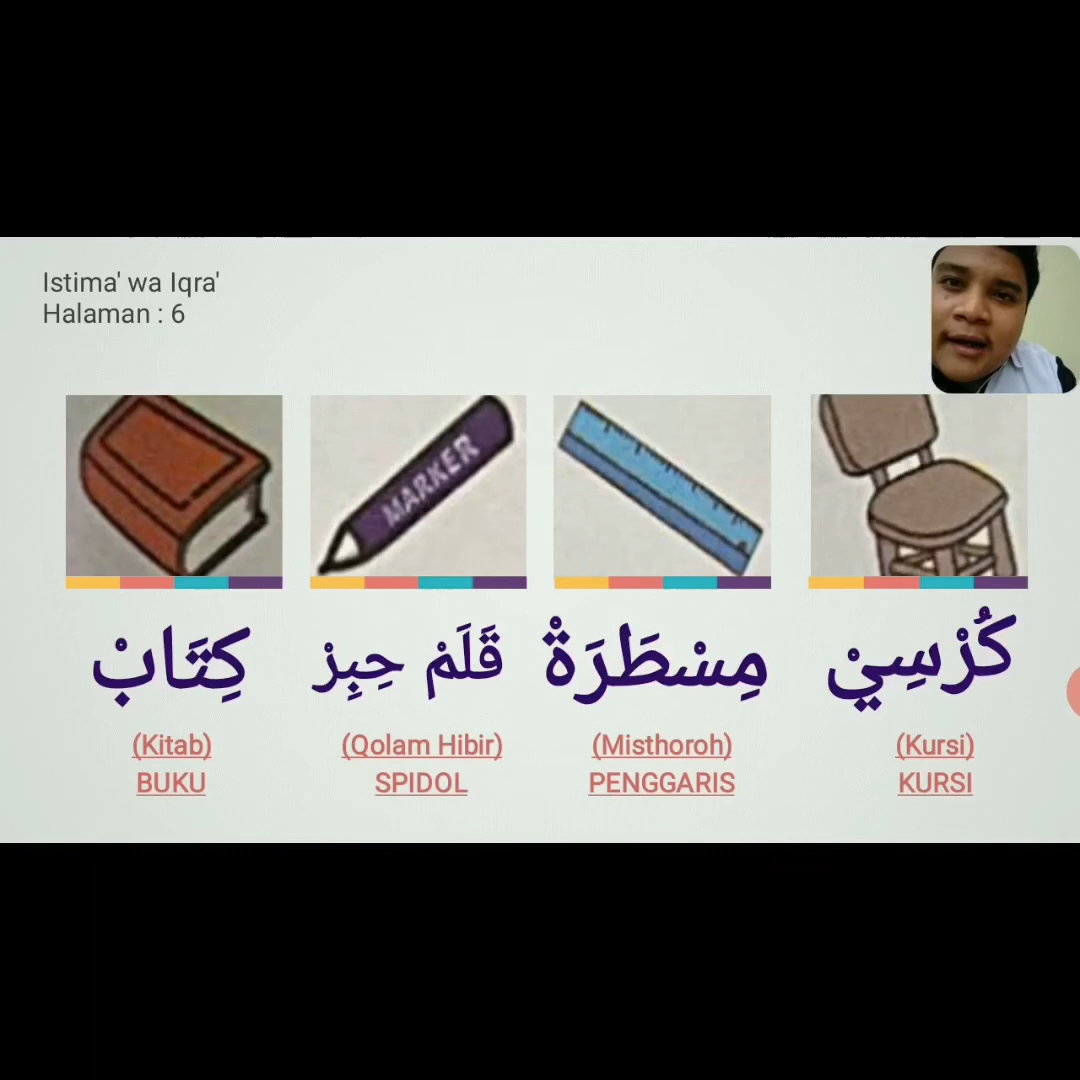 Istima' wa Iqra'
Halaman : 6
MARKER
كِتَابْ
قَلَمْ حِبِرْ
مِسْطَرَةْ
كُرْسِيْ
(Kitab)
(Qolam Hibir)
(Misthoroh)
(Kursi)
BUKU
SPIDOL
PENGGARIS
KURSI